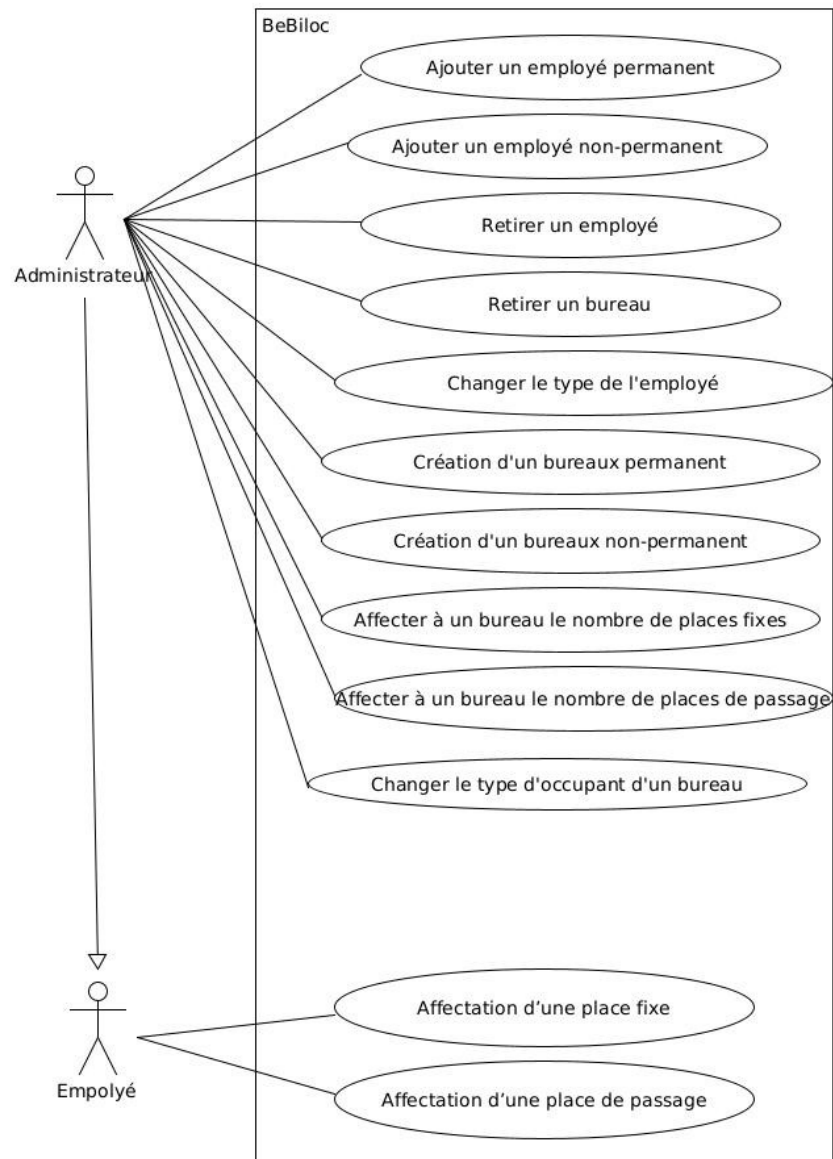 BeBiloc
Ajouter un employé permanent
Ajouter un employé non-permanent
Retirer un employé
Administrateur
Retirer un bureau
Changer le type de l'employé
Création d'un bureaux permanent
Création d'un bureaux non-permanent
Affecter à un bureau le nombre de places fixes
Affecter à un bureau le nombre de places de passage
Changer le type d'occupant d'un bureau
Affectation d’une place fixe
Empolyé
Affectation d’une place de passage